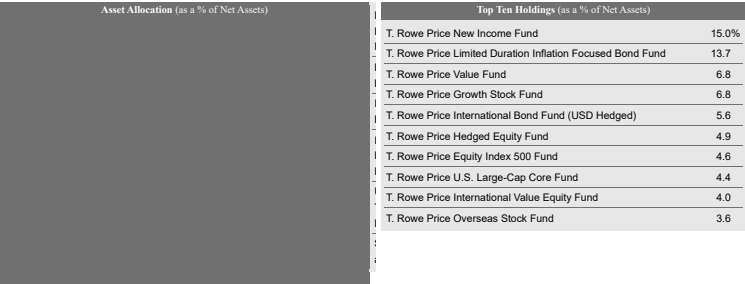 Asset Allocation (as a % of Net Assets)
Top Ten Holdings (as a % of Net Assets)
T. Rowe Price New Income Fund 15.0%
T. Rowe Price Limited Duration Inflation Focused Bond Fund 13.7
T. Rowe Price Value Fund 6.8
T. Rowe Price Growth Stock Fund 6.8
T. Rowe Price International Bond Fund (USD Hedged) 5.6
T. Rowe Price Hedged Equity Fund 4.9
T. Rowe Price Equity Index 500 Fund 4.6
T. Rowe Price U.S. Large-Cap Core Fund 4.4
T. Rowe Price International Value Equity Fund 4.0
T. Rowe Price Overseas Stock Fund 3.6